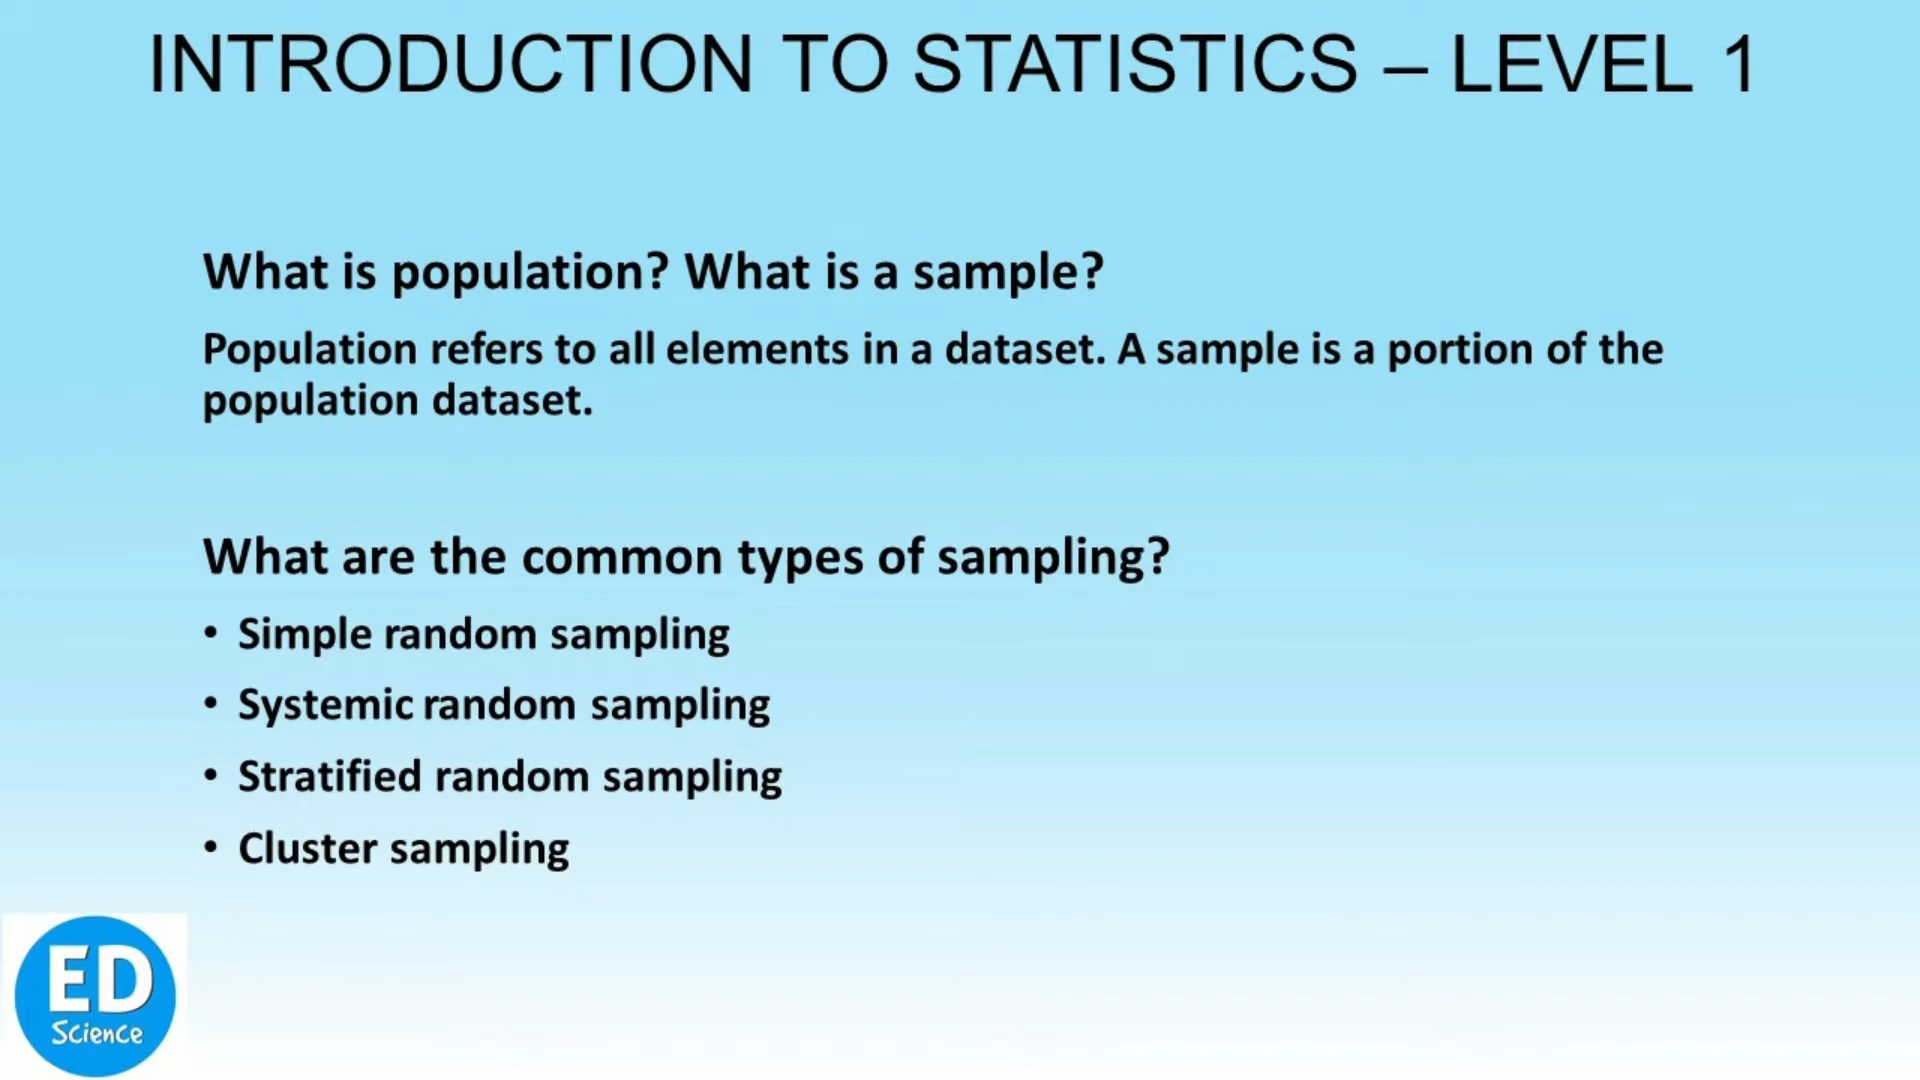 INTRODUCTION TO STATISTICS – LEVEL 1
What is population? What is a sample?
Population refers to all elements in a dataset. A sample is a portion of the
population dataset.
What are the common types of sampling?
• Simple random sampling
• Systemic random sampling
• Stratified random sampling
• Cluster sampling
ED
Science